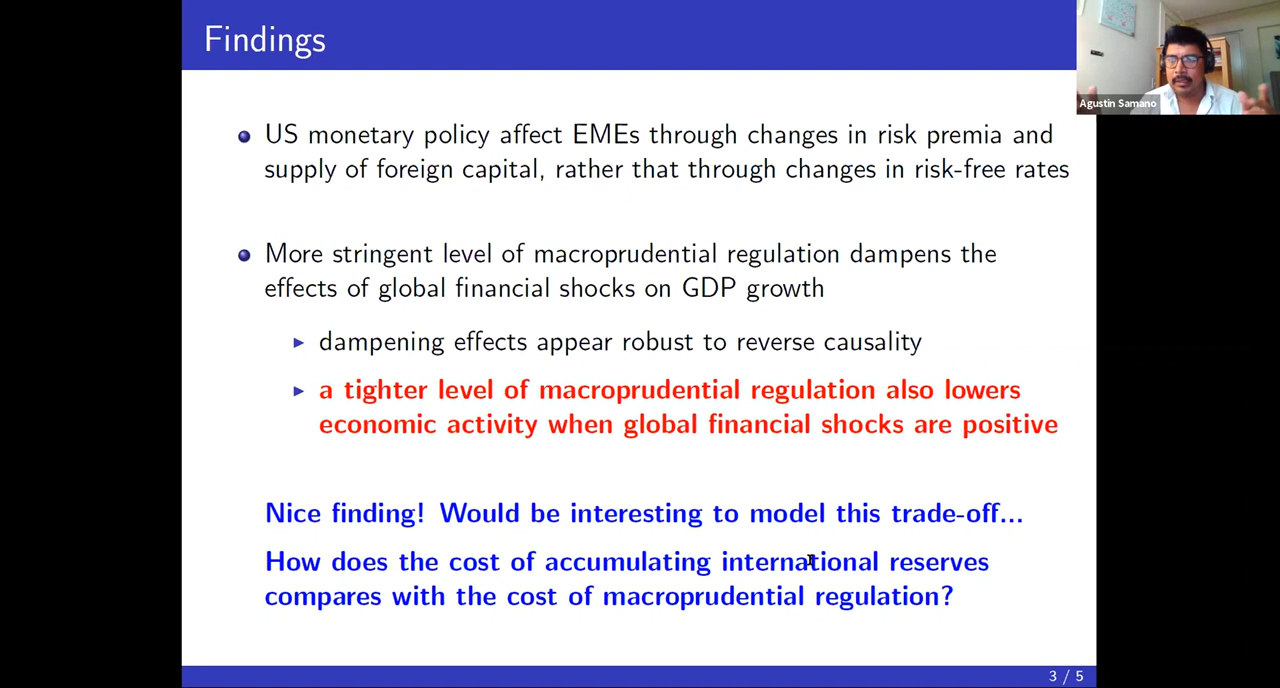 Findings
Agustin Samano
US monetary policy affect EMEs through changes in risk premia and
supply of foreign capital, rather that through changes in risk-free rates
More stringent level of macroprudential regulation dampens the
effects of global financial shocks on GDP growth
dampening effects appear robust to reverse causality
a tighter level of macroprudential regulation also lowers
economic activity when global financial shocks are positive
Nice finding! Would be interesting to model this trade-off...
How does the cost of accumulating international reserves
compares with the cost of macroprudential regulation?
3 / 5